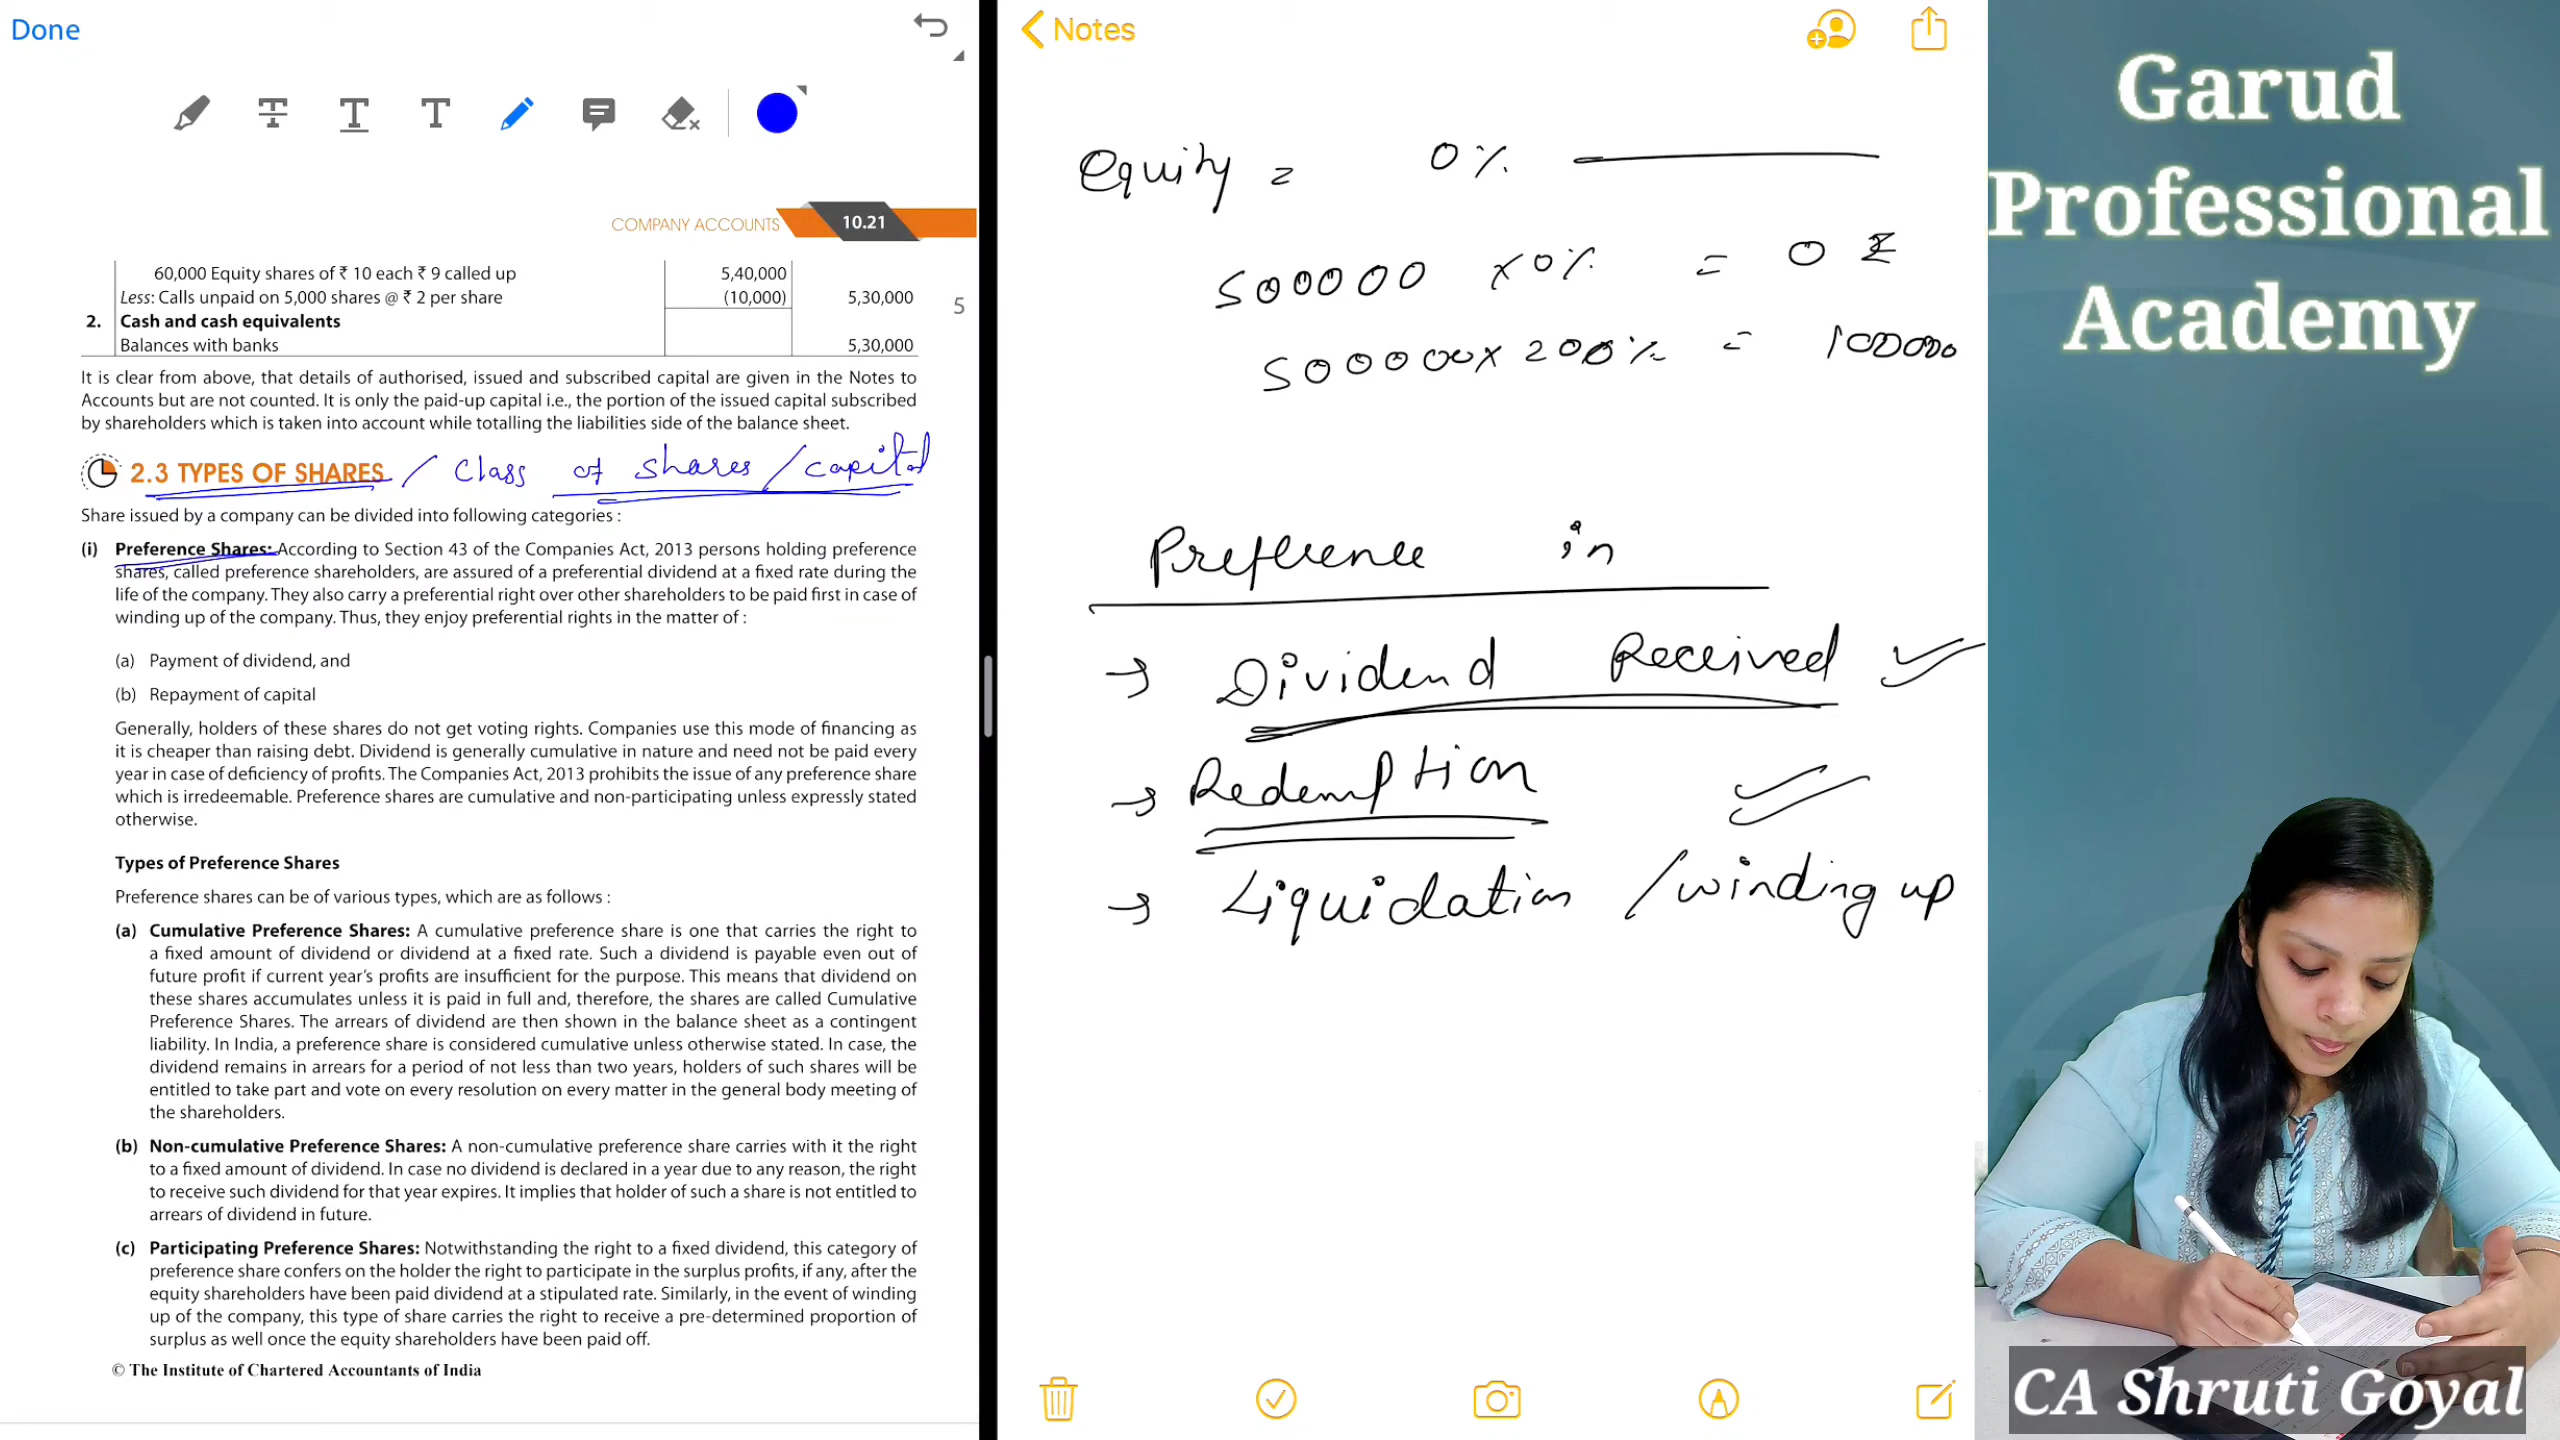 Done
COMPANY ACCOUNTS 10.21
60,000 Equity shares of ₹ 10 each ₹ 9 called up 5,40,000
Less: Calls unpaid on 5,000 shares @ ₹ 2 per share (10,000) 5,30,000 5
2. Cash and cash equivalents
Balances with banks 5,30,000
It is clear from above, that details of authorised, issued and subscribed capital are given in the Notes to
Accounts but are not counted. It is only the paid-up capital i.e., the portion of the issued capital subscribed
by shareholders which is taken into account while totalling the liabilities side of the balance sheet.
2.3 TYPES OF SHARES / Class of shares / capital
Share issued by a company can be divided into following categories :
(i) Preference Shares: According to Section 43 of the Companies Act, 2013 persons holding preference
shares, called preference shareholders, are assured of a preferential dividend at a fixed rate during the
life of the company. They also carry a preferential right over other shareholders to be paid first in case of
winding up of the company. Thus, they enjoy preferential rights in the matter of :
(a) Payment of dividend, and
(b) Repayment of capital
Generally, holders of these shares do not get voting rights. Companies use this mode of financing as
it is cheaper than raising debt. Dividend is generally cumulative in nature and need not be paid every
year in case of deficiency of profits. The Companies Act, 2013 prohibits the issue of any preference share
which is irredeemable. Preference shares are cumulative and non-participating unless expressly stated
otherwise.
Types of Preference Shares
Preference shares can be of various types, which are as follows :
(a) Cumulative Preference Shares: A cumulative preference share is one that carries the right to
a fixed amount of dividend or dividend at a fixed rate. Such a dividend is payable even out of
future profit if current year's profits are insufficient for the purpose. This means that dividend on
these shares accumulates unless it is paid in full and, therefore, the shares are called Cumulative
Preference Shares. The arrears of dividend are then shown in the balance sheet as a contingent
liability. In India, a preference share is considered cumulative unless otherwise stated. In case, the
dividend remains in arrears for a period of not less than two years, holders of such shares will be
entitled to take part and vote on every resolution on every matter in the general body meeting of
the shareholders.
(b) Non-cumulative Preference Shares: A non-cumulative preference share carries with it the right
to a fixed amount of dividend. In case no dividend is declared in a year due to any reason, the right
to receive such dividend for that year expires. It implies that holder of such a share is not entitled to
arrears of dividend in future.
(c) Participating Preference Shares: Notwithstanding the right to a fixed dividend, this category of
preference share confers on the holder the right to participate in the surplus profits, if any, after the
equity shareholders have been paid dividend at a stipulated rate. Similarly, in the event of winding
up of the company, this type of share carries the right to receive a pre-determined proportion of
surplus as well once the equity shareholders have been paid off.
© The Institute of Chartered Accountants of India
Notes
Equity = 0%
500000 x 0% = 0 ₹
500000 x 200% = 100000
Preference in
→ Dividend Received
→ Redemption
→ Liquidation / winding up
Garud
Professional
Academy
CA Shruti Goyal